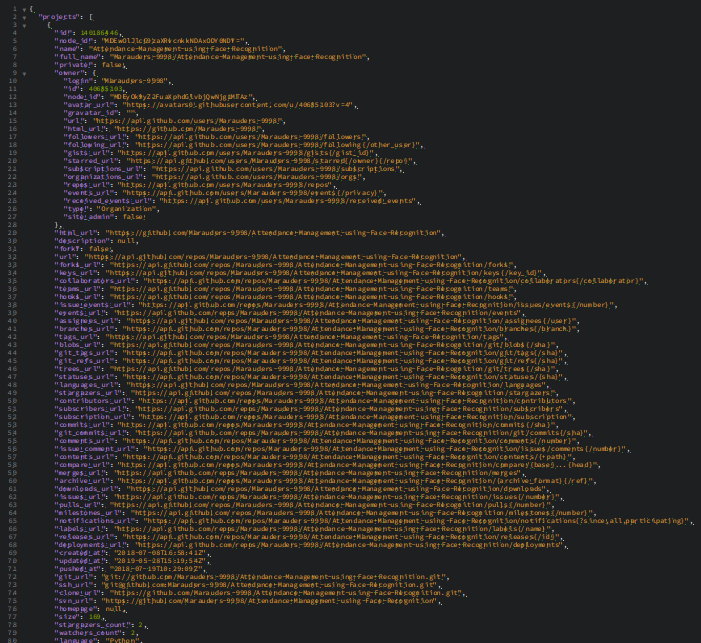 1 {
2 "projects": [
3 {
4 "id": 
5 "node_id": 
6 "name": "Attendance-Management-using-Face-Recognition",
7 "full_name": "Marauders-9998/Attendance-Management-using-Face-Recognition",
8 "private": false,
9 "owner": {
10 "login": "Marauders-9998",
11 "id": 40685103,
12 "node_id": 
13 "avatar_url": "https://avatars0.githubusercontent.com/u/40685103?v=4",
14 "gravatar_id": "",
15 "url": "https://api.github.com/users/Marauders-9998",
16 "html_url": "https://github.com/Marauders-9998",
17 "followers_url": "https://api.github.com/users/Marauders-9998/followers",
18 "following_url": "https://api.github.com/users/Marauders-9998/following{/other_user}",
19 "gists_url": "https://api.github.com/users/Marauders-9998/gists{/gist_id}",
20 "starred_url": "https://api.github.com/users/Marauders-9998/starred{/owner}{/repo}",
21 "subscriptions_url": "https://api.github.com/users/Marauders-9998/subscriptions",
22 "organizations_url": "https://api.github.com/users/Marauders-9998/orgs",
23 "repos_url": "https://api.github.com/users/Marauders-9998/repos",
24 "events_url": "https://api.github.com/users/Marauders-9998/events{/privacy}",
25 "received_events_url": "https://api.github.com/users/Marauders-9998/received_events",
26 "type": "Organization",
27 "site_admin": false
28 },
29 "html_url": "https://github.com/Marauders-9998/Attendance-Management-using-Face-Recognition",
30 "description": null,
31 "fork": false,
32 "url": "https://api.github.com/repos/Marauders-9998/Attendance-Management-using-Face-Recognition",
33 "forks_url": "https://api.github.com/repos/Marauders-9998/Attendance-Management-using-Face-Recognition/forks",
34 "keys_url": "https://api.github.com/repos/Marauders-9998/Attendance-Management-using-Face-Recognition/keys{/key_id}",
35 "collaborators_url": "https://api.github.com/repos/Marauders-9998/Attendance-Management-using-Face-Recognition/collaborators{/collaborator}",
36 "teams_url": "https://api.github.com/repos/Marauders-9998/Attendance-Management-using-Face-Recognition/teams",
37 "hooks_url": "https://api.github.com/repos/Marauders-9998/Attendance-Management-using-Face-Recognition/hooks",
38 "issue_events_url": "https://api.github.com/repos/Marauders-9998/Attendance-Management-using-Face-Recognition/issues/events{/number}",
39 "events_url": "https://api.github.com/repos/Marauders-9998/Attendance-Management-using-Face-Recognition/events",
40 "assignees_url": "https://api.github.com/repos/Marauders-9998/Attendance-Management-using-Face-Recognition/assignees{/user}",
41 "branches_url": "https://api.github.com/repos/Marauders-9998/Attendance-Management-using-Face-Recognition/branches{/branch}",
42 "tags_url": "https://api.github.com/repos/Marauders-9998/Attendance-Management-using-Face-Recognition/tags",
43 "blobs_url": "https://api.github.com/repos/Marauders-9998/Attendance-Management-using-Face-Recognition/git/blobs{/sha}",
44 "git_tags_url": "https://api.github.com/repos/Marauders-9998/Attendance-Management-using-Face-Recognition/git/tags{/sha}",
45 "git_refs_url": "https://api.github.com/repos/Marauders-9998/Attendance-Management-using-Face-Recognition/git/refs{/sha}",
46 "trees_url": "https://api.github.com/repos/Marauders-9998/Attendance-Management-using-Face-Recognition/git/trees{/sha}",
47 "statuses_url": "https://api.github.com/repos/Marauders-9998/Attendance-Management-using-Face-Recognition/statuses/{sha}",
48 "languages_url": "https://api.github.com/repos/Marauders-9998/Attendance-Management-using-Face-Recognition/languages",
49 "stargazers_url": "https://api.github.com/repos/Marauders-9998/Attendance-Management-using-Face-Recognition/stargazers",
50 "contributors_url": "https://api.github.com/repos/Marauders-9998/Attendance-Management-using-Face-Recognition/contributors",
51 "subscribers_url": "https://api.github.com/repos/Marauders-9998/Attendance-Management-using-Face-Recognition/subscribers",
52 "subscription_url": "https://api.github.com/repos/Marauders-9998/Attendance-Management-using-Face-Recognition/subscription",
53 "commits_url": "https://api.github.com/repos/Marauders-9998/Attendance-Management-using-Face-Recognition/commits{/sha}",
54 "git_commits_url": "https://api.github.com/repos/Marauders-9998/Attendance-Management-using-Face-Recognition/git/commits{/sha}",
55 "comments_url": "https://api.github.com/repos/Marauders-9998/Attendance-Management-using-Face-Recognition/comments{/number}",
56 "issue_comment_url": "https://api.github.com/repos/Marauders-9998/Attendance-Management-using-Face-Recognition/issues/comments{/number}",
57 "contents_url": "https://api.github.com/repos/Marauders-9998/Attendance-Management-using-Face-Recognition/contents/{+path}",
58 "compare_url": "https://api.github.com/repos/Marauders-9998/Attendance-Management-using-Face-Recognition/compare/{base}...{head}",
59 "merges_url": "https://api.github.com/repos/Marauders-9998/Attendance-Management-using-Face-Recognition/merges",
60 "archive_url": "https://api.github.com/repos/Marauders-9998/Attendance-Management-using-Face-Recognition/{archive_format}{/ref}",
61 "downloads_url": "https://api.github.com/repos/Marauders-9998/Attendance-Management-using-Face-Recognition/downloads",
62 "issues_url": "https://api.github.com/repos/Marauders-9998/Attendance-Management-using-Face-Recognition/issues{/number}",
63 "pulls_url": "https://api.github.com/repos/Marauders-9998/Attendance-Management-using-Face-Recognition/pulls{/number}",
64 "milestones_url": "https://api.github.com/repos/Marauders-9998/Attendance-Management-using-Face-Recognition/milestones{/number}",
65 "notifications_url": "https://api.github.com/repos/Marauders-9998/Attendance-Management-using-Face-Recognition/notifications{?since,all,participating}",
66 "labels_url": "https://api.github.com/repos/Marauders-9998/Attendance-Management-using-Face-Recognition/labels{/name}",
67 "releases_url": "https://api.github.com/repos/Marauders-9998/Attendance-Management-using-Face-Recognition/releases{/id}",
68 "deployments_url": "https://api.github.com/repos/Marauders-9998/Attendance-Management-using-Face-Recognition/deployments",
69 "created_at": "2018-07-08T16:58:41Z",
70 "updated_at": "2019-05-28T15:19:54Z",
71 "pushed_at": "2018-07-19T10:29:09Z",
72 "git_url": "git://github.com/Marauders-9998/Attendance-Management-using-Face-Recognition.git",
73 "ssh_url": "git@github.com:Marauders-9998/Attendance-Management-using-Face-Recognition.git",
74 "clone_url": "https://github.com/Marauders-9998/Attendance-Management-using-Face-Recognition.git",
75 "svn_url": "https://github.com/Marauders-9998/Attendance-Management-using-Face-Recognition",
76 "homepage": null,
77 "size": 169,
78 "stargazers_count": 2,
79 "watchers_count": 2,
80 "language": "Python",